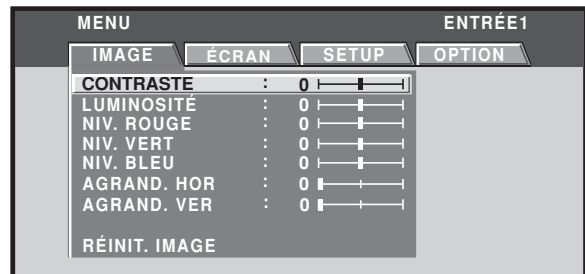 MENU ENTRÉE1
IMAGE ÉCRAN SETUP OPTION
CONTRASTE : 0
LUMINOSITÉ : 0
NIV. ROUGE : 0
NIV. VERT : 0
NIV. BLEU : 0
AGRAND. HOR : 0
AGRAND. VER : 0
RÉINIT. IMAGE